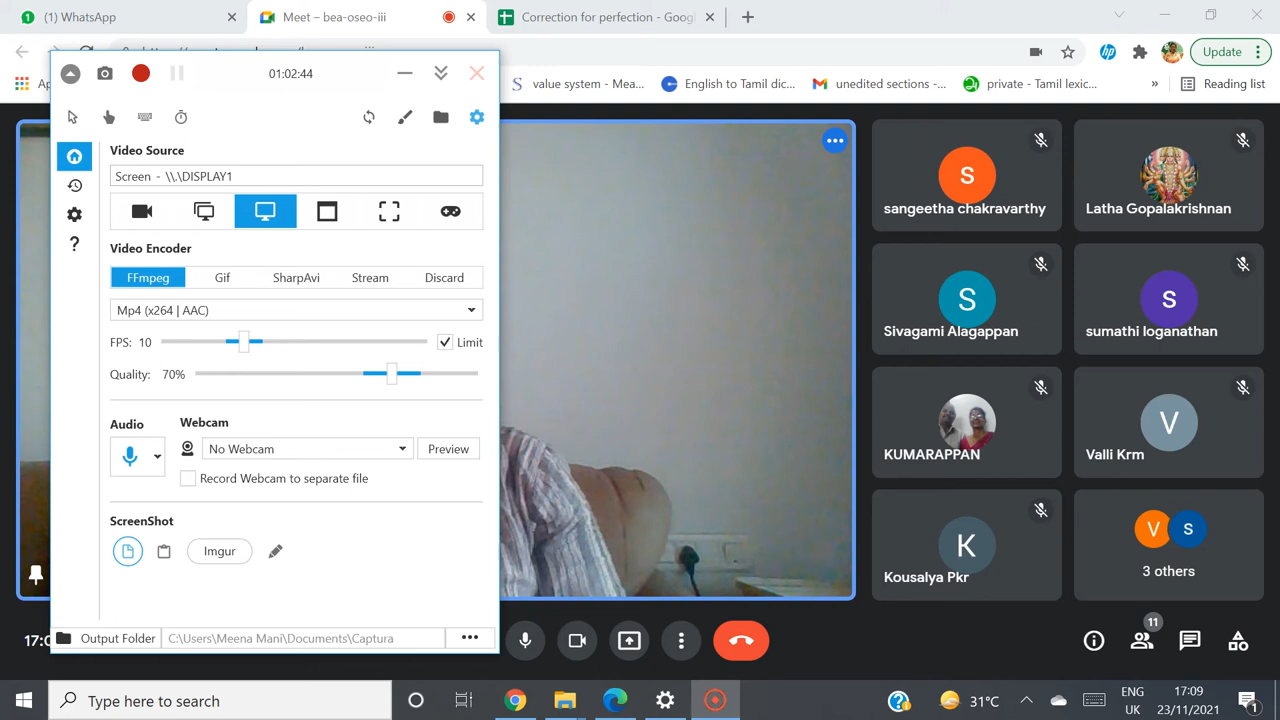 (1) WhatsApp
Meet – bea-oseo-iii
Correction for perfection - Goog
Update
value system - Mea...
English to Tamil dic...
unedited sections -...
private - Tamil lexic...
»
Reading list
01:02:44
Video Source
Screen - \\.\DISPLAY1
Video Encoder
FFmpeg Gif SharpAvi Stream Discard
Mp4 (x264 | AAC)
FPS: 10 Limit
Quality: 70%
Audio
Webcam
No Webcam Preview
Record Webcam to separate file
ScreenShot
Imgur
Output Folder C:\Users\Meena Mani\Documents\Captura
s
sangeetha chakravarthy
Latha Gopalakrishnan
S
Sivagami Alagappan
s
sumathi loganathan
KUMARAPPAN
V
Valli Krm
K
Kousalya Pkr
V S
3 others
17:0
11
Type here to search
31°C
ENG
UK
17:09
23/11/2021
1